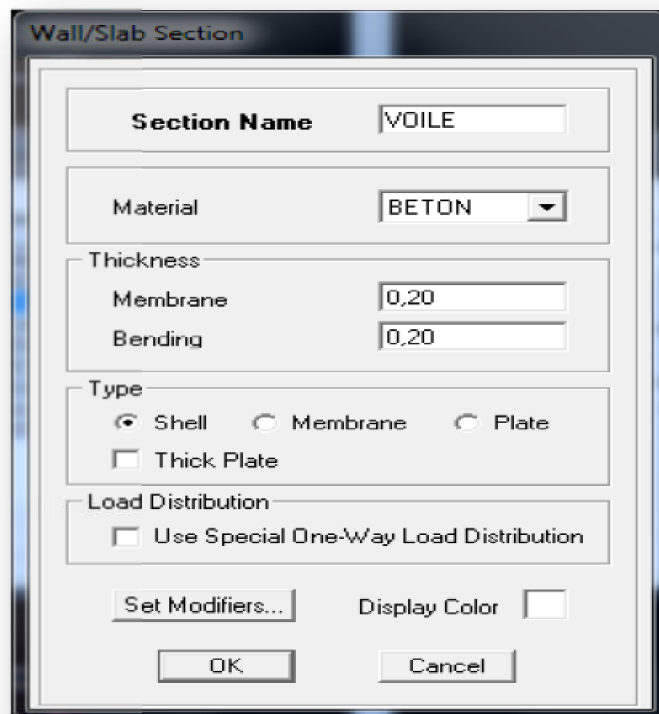 Wall/Slab Section
Section Name VOILE
Material BETON
Thickness
Membrane 0,20
Bending 0,20
Type
Shell Membrane Plate
Thick Plate
Load Distribution
Use Special One-Way Load Distribution
Set Modifiers... Display Color
OK Cancel